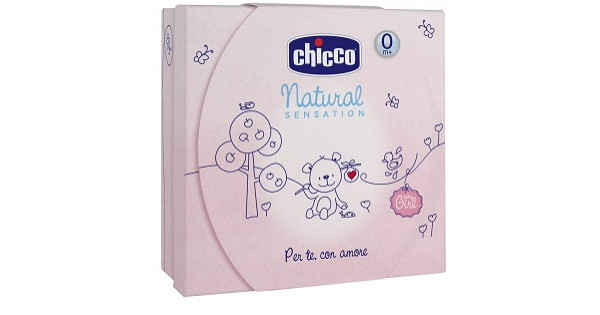 chicco
0
m+
Natural
SENSATION
Girl
Per te, con amore